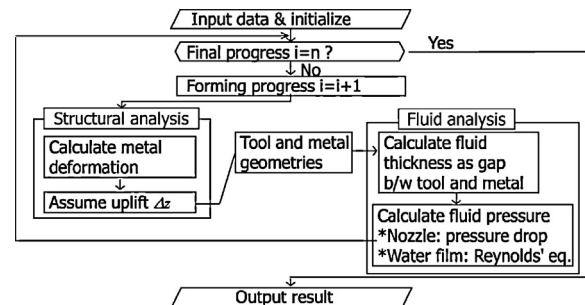 Input data & initialize
Final progress i=n ?
Yes
No
Forming progress i=i+1
Structural analysis
Calculate metal
deformation
Assume uplift Δz
Tool and metal
geometries
Fluid analysis
Calculate fluid
thickness as gap
b/w tool and metal
Calculate fluid pressure
*Nozzle: pressure drop
*Water film: Reynolds' eq.
Output result